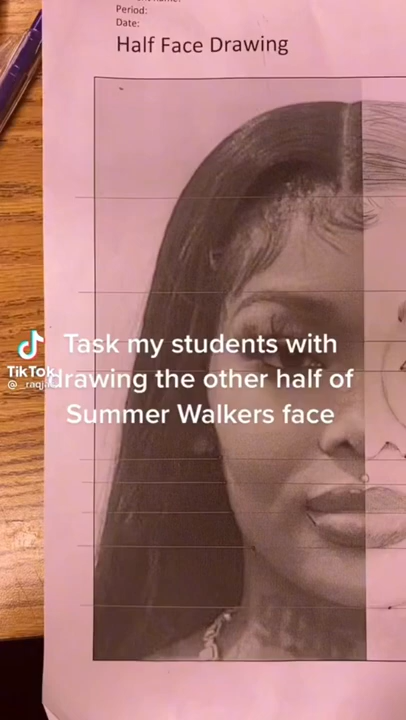 Period:
Date:
Half Face Drawing
Task my students with
drawing the other half of
Summer Walkers face
TikTok